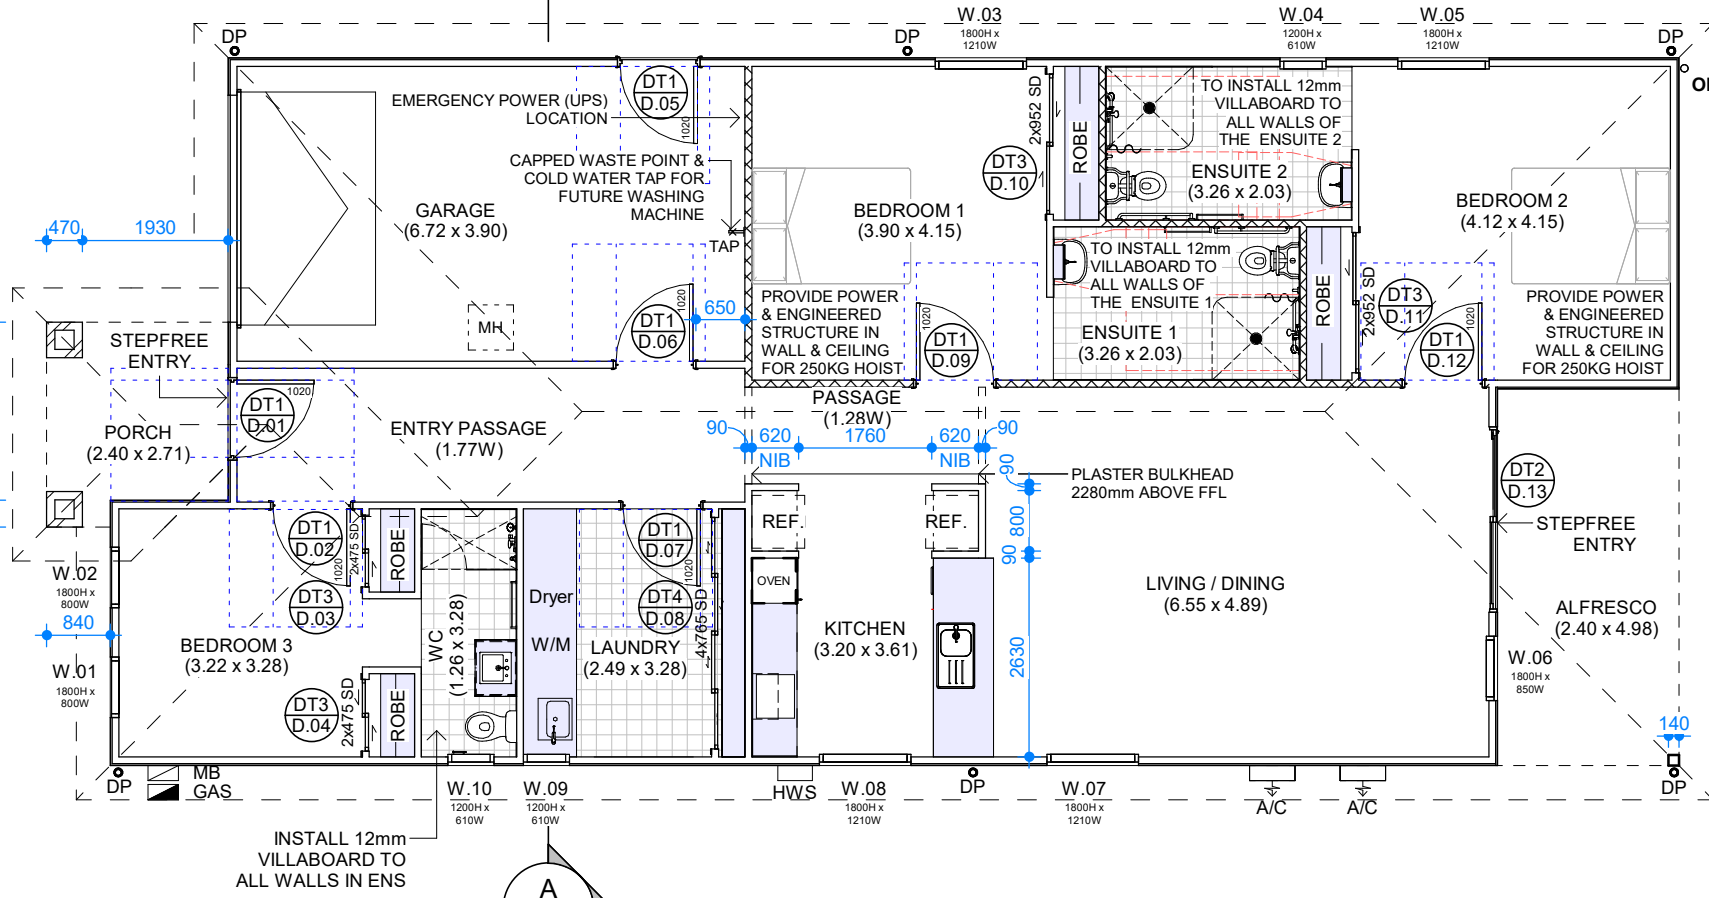 W.03
1800H x
1210W
W.04
1200H x
610W
W.05
1800H x
1210W
DP
DP
DP
EMERGENCY POWER (UPS)
LOCATION
DT1
D.05
1020
CAPPED WASTE POINT &
COLD WATER TAP FOR
FUTURE WASHING
MACHINE
TAP
GARAGE
(6.72 x 3.90)
470
1930
MH
DT1
D.06
1020
650
2x952 SD
DT3
D.10
ROBE
BEDROOM 1
(3.90 x 4.15)
PROVIDE POWER
& ENGINEERED
STRUCTURE IN
WALL & CEILING
FOR 250KG HOIST
TO INSTALL 12mm
VILLABOARD TO
ALL WALLS OF
THE ENSUITE 2
ENSUITE 2
(3.26 x 2.03)
TO INSTALL 12mm
VILLABOARD TO
ALL WALLS OF
THE ENSUITE 1
ENSUITE 1
(3.26 x 2.03)
ROBE
2x952 SD
DT3
D.11
BEDROOM 2
(4.12 x 4.15)
PROVIDE POWER
& ENGINEERED
STRUCTURE IN
WALL & CEILING
FOR 250KG HOIST
DT1
D.09
1020
DT1
D.12
1020
STEPFREE
ENTRY
DT1
D.01
1020
PORCH
(2.40 x 2.71)
ENTRY PASSAGE
(1.77W)
PASSAGE
(1.28W)
90
620
NIB
1760
620
NIB
90
PLASTER BULKHEAD
2280mm ABOVE FFL
90
800
90
2630
DT2
D.13
STEPFREE
ENTRY
W.02
1800H x
800W
840
W.01
1800H x
800W
DT1
D.02
1020
2x475 SD
DT3
D.03
ROBE
BEDROOM 3
(3.22 x 3.28)
DT3
D.04
2x475 SD
ROBE
WC
(1.26 x 3.28)
Dryer
W/M
DT1
D.07
1020
DT4
D.08
4x765 SD
LAUNDRY
(2.49 x 3.28)
REF.
REF.
OVEN
KITCHEN
(3.20 x 3.61)
LIVING / DINING
(6.55 x 4.89)
ALFRESCO
(2.40 x 4.98)
W.06
1800H x
850W
140
DP
MB
GAS
W.10
1200H x
610W
W.09
1200H x
610W
HWS
W.08
1800H x
1210W
DP
W.07
1800H x
1210W
A/C
A/C
DP
INSTALL 12mm
VILLABOARD TO
ALL WALLS IN ENS
A